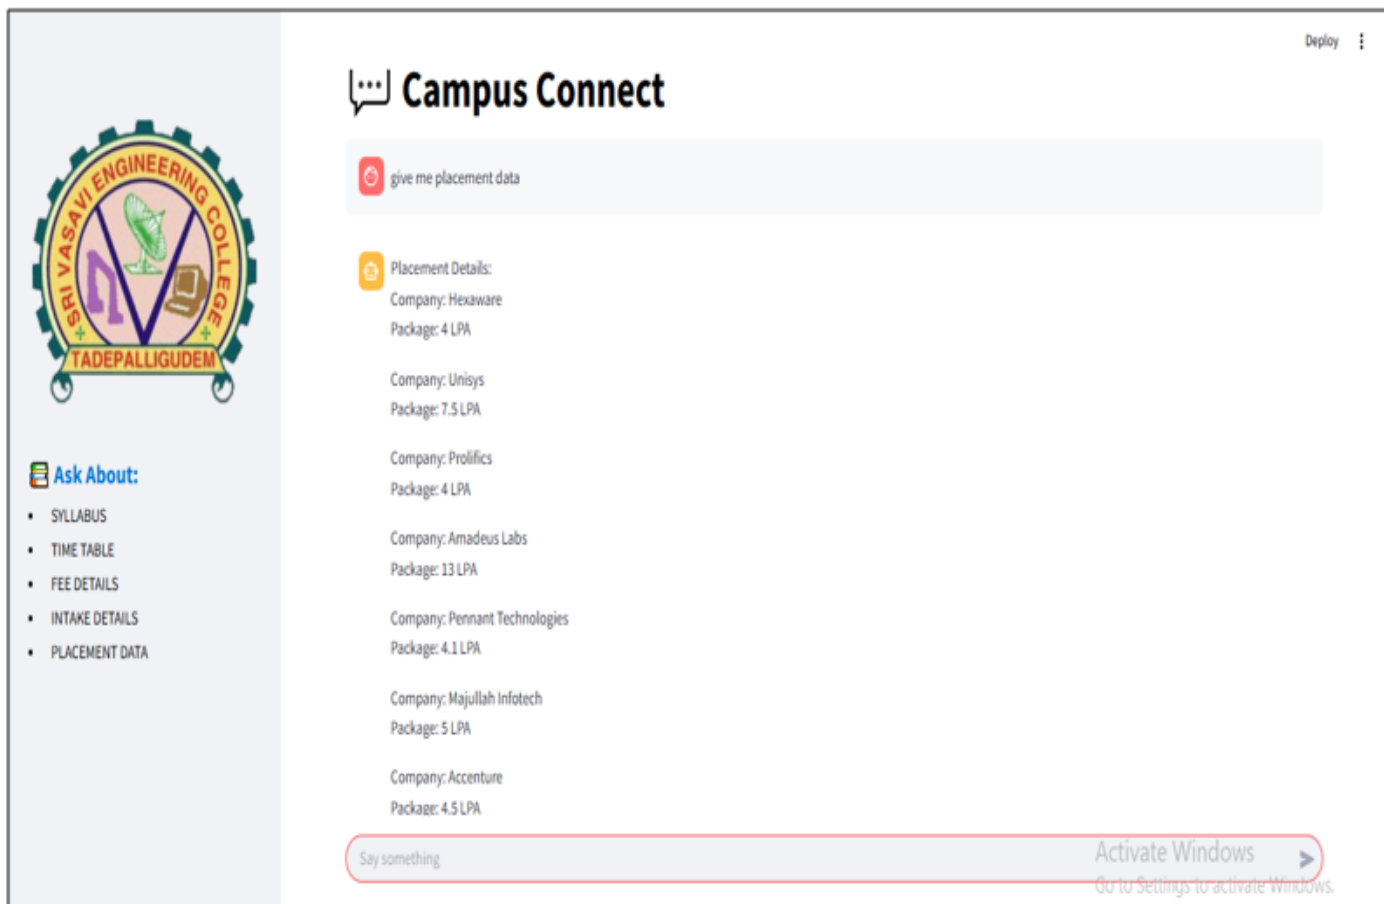 Deploy
Campus Connect
SRI VASAVI ENGINEERING COLLEGE
TADEPALLIGUDEM
Ask About:
• SYLLABUS
• TIME TABLE
• FEE DETAILS
• INTAKE DETAILS
• PLACEMENT DATA
give me placement data
Placement Details:
Company: Hexaware
Package: 4 LPA
Company: Unisys
Package: 7.5 LPA
Company: Prolifics
Package: 4 LPA
Company: Amadeus Labs
Package: 13 LPA
Company: Pennant Technologies
Package: 4.1 LPA
Company: Majullah Infotech
Package: 5 LPA
Company: Accenture
Package: 4.5 LPA
Say something
Activate Windows
Go to Settings to activate Windows.